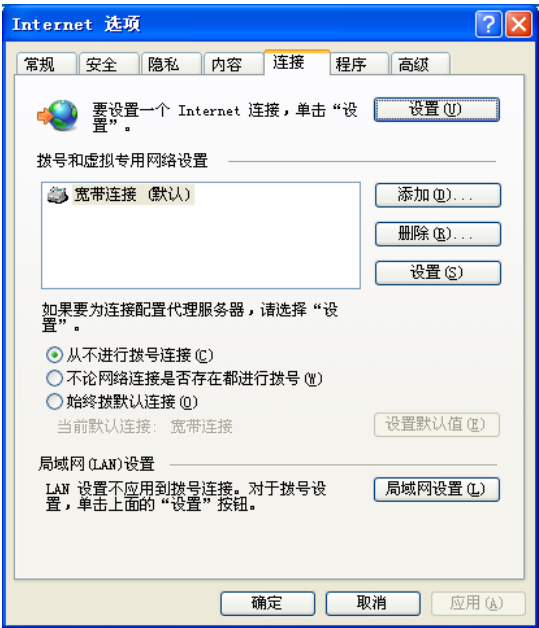 Internet 选项
常规 安全 隐私 内容 连接 程序 高级
要设置一个 Internet 连接，单击“设 设置(U)
置”。
拨号和虚拟专用网络设置
宽带连接 (默认) 添加(D)...
删除(R)...
设置(S)
如果要为连接配置代理服务器，请选择“设
置”。
从不进行拨号连接(C)
不论网络连接是否存在都进行拨号(W)
始终拨默认连接(O)
当前默认连接: 宽带连接 设置默认值(E)
局域网(LAN)设置
LAN 设置不应用到拨号连接。对于拨号设 局域网设置(L)
置，单击上面的“设置”按钮。
确定 取消 应用(A)